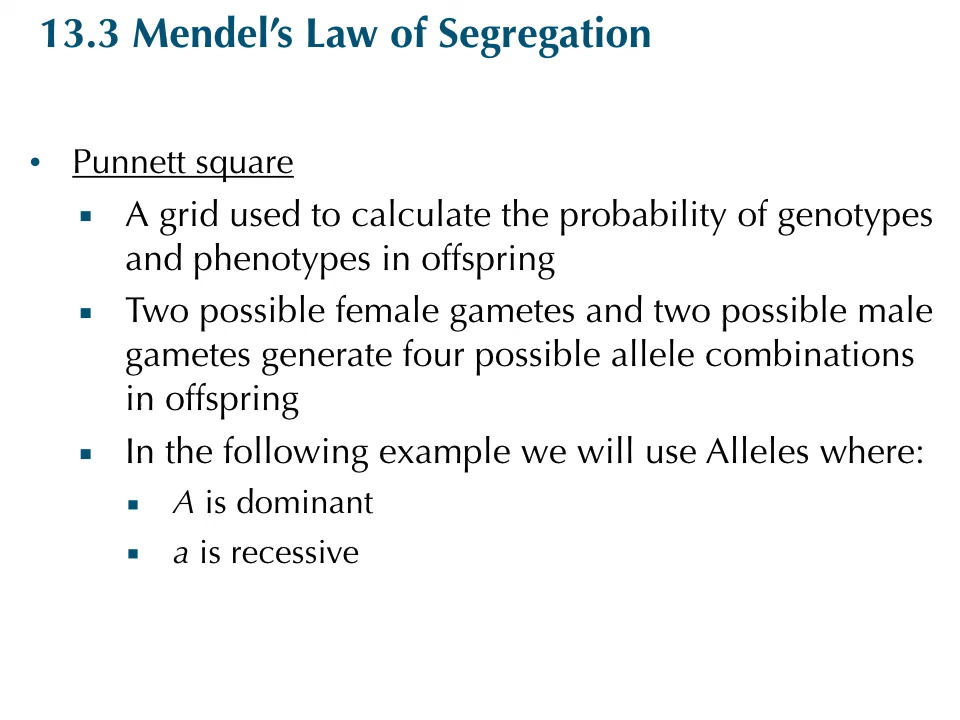 13.3 Mendel’s Law of Segregation
• Punnett square
▪ A grid used to calculate the probability of genotypes
and phenotypes in offspring
▪ Two possible female gametes and two possible male
gametes generate four possible allele combinations
in offspring
▪ In the following example we will use Alleles where:
▪ A is dominant
▪ a is recessive